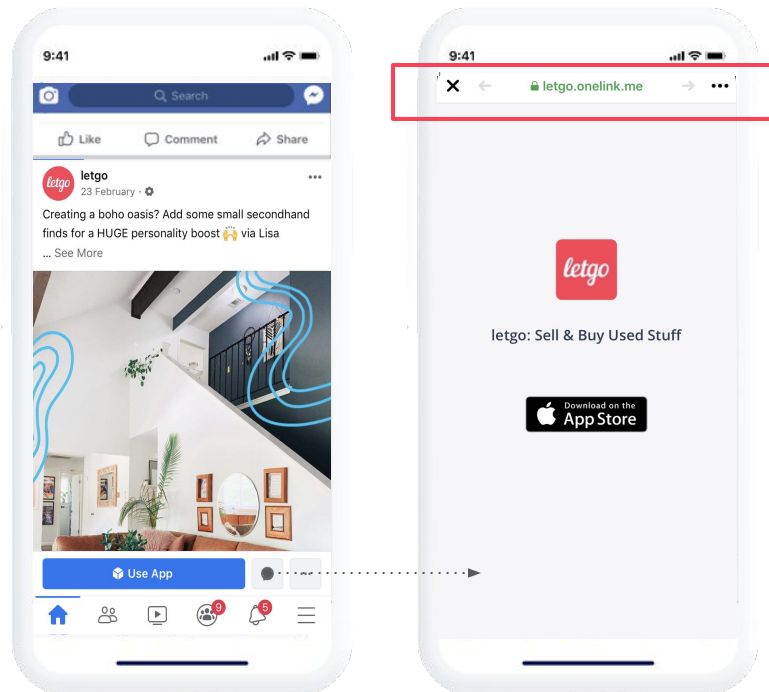 9:41
Search
Like
Comment
Share
letgo
letgo
23 February ·
Creating a boho oasis? Add some small secondhand
finds for a HUGE personality boost 🙌 via Lisa
... See More
Use App
9
5
9:41
letgo.onelink.me
letgo
letgo: Sell & Buy Used Stuff
Download on the
App Store